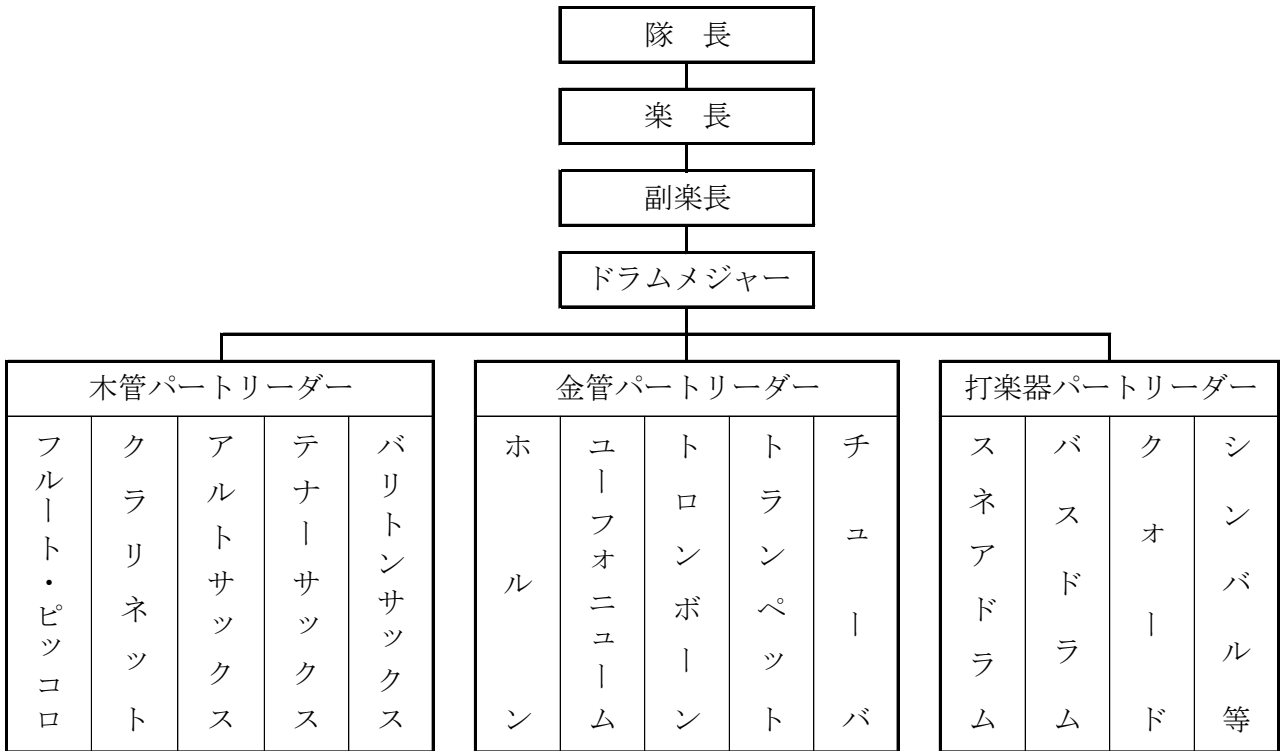 隊　長
楽　長
副楽長
ドラムメジャー
木管パートリーダー
フルート・ピッコロ
クラリネット
アルトサックス
テナーサックス
バリトンサックス
金管パートリーダー
ホルン
ユーフォニューム
トロンボーン
トランペット
チューバ
打楽器パートリーダー
スネアドラム
バスドラム
クォード
シンバル等